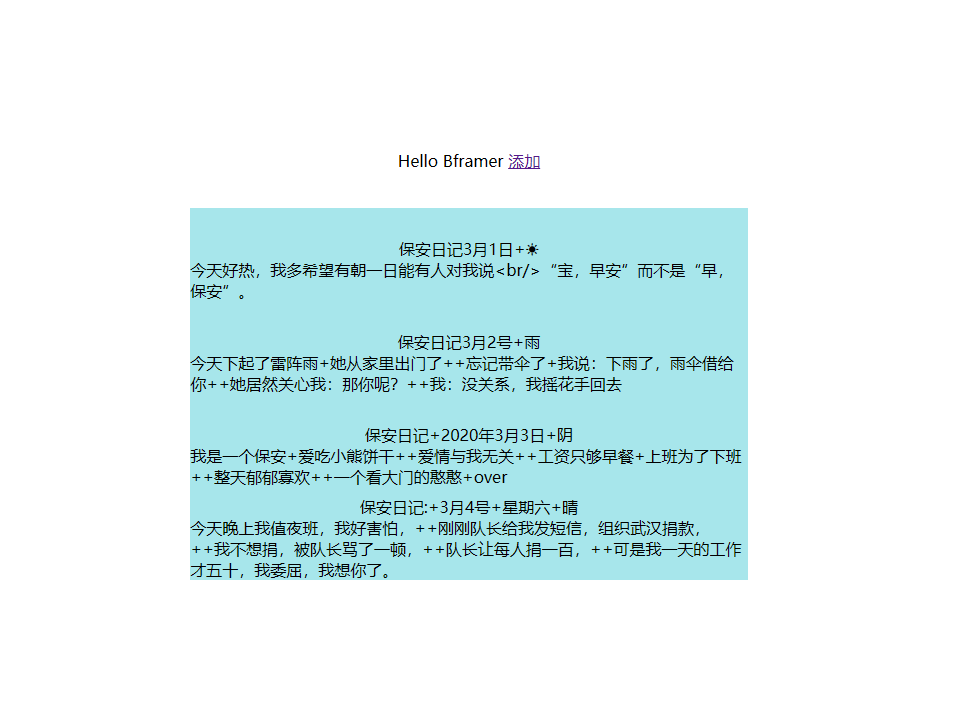 Hello Bframer 添加
保安日记3月1日+☀
今天好热，我多希望有朝一日能有人对我说<br/>“宝，早安”而不是“早，
保安”。
保安日记3月2号+雨
今天下起了雷阵雨+她从家里出门了++忘记带伞了+我说：下雨了，雨伞借给
你++她居然关心我：那你呢？++我：没关系，我摇花手回去
保安日记+2020年3月3日+阴
我是一个保安+爱吃小熊饼干++爱情与我无关++工资只够早餐+上班为了下班
++整天郁郁寡欢++一个看大门的憨憨+over
保安日记:+3月4号+星期六+晴
今天晚上我值夜班，我好害怕，++刚刚队长给我发短信，组织武汉捐款，
++我不想捐，被队长骂了一顿，++队长让每人捐一百，++可是我一天的工作
才五十，我委屈，我想你了。